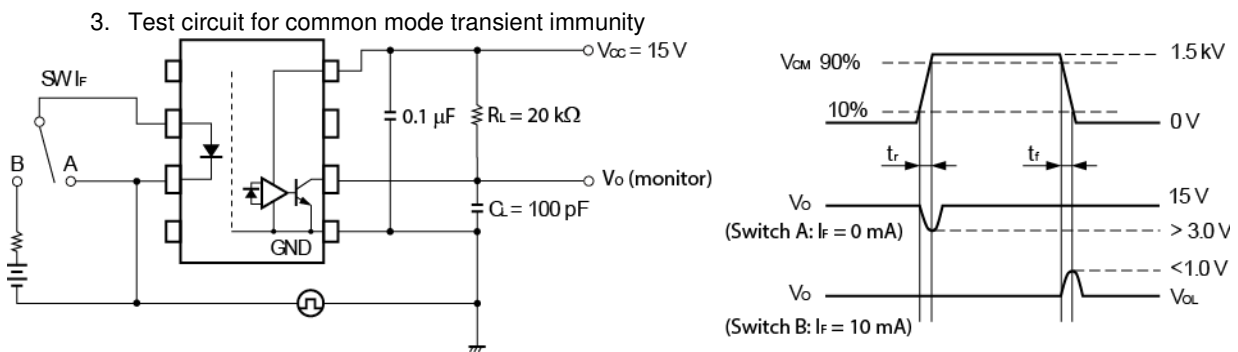 3. Test circuit for common mode transient immunity
SW IF
B
A
VCC = 15 V
0.1 μF
RL = 20 kΩ
VO (monitor)
CL = 100 pF
GND
VCM 90%
10%
1.5 kV
0 V
tr
tf
VO
(Switch A: IF = 0 mA)
15 V
> 3.0 V
VO
(Switch B: IF = 10 mA)
<1.0 V
VOL